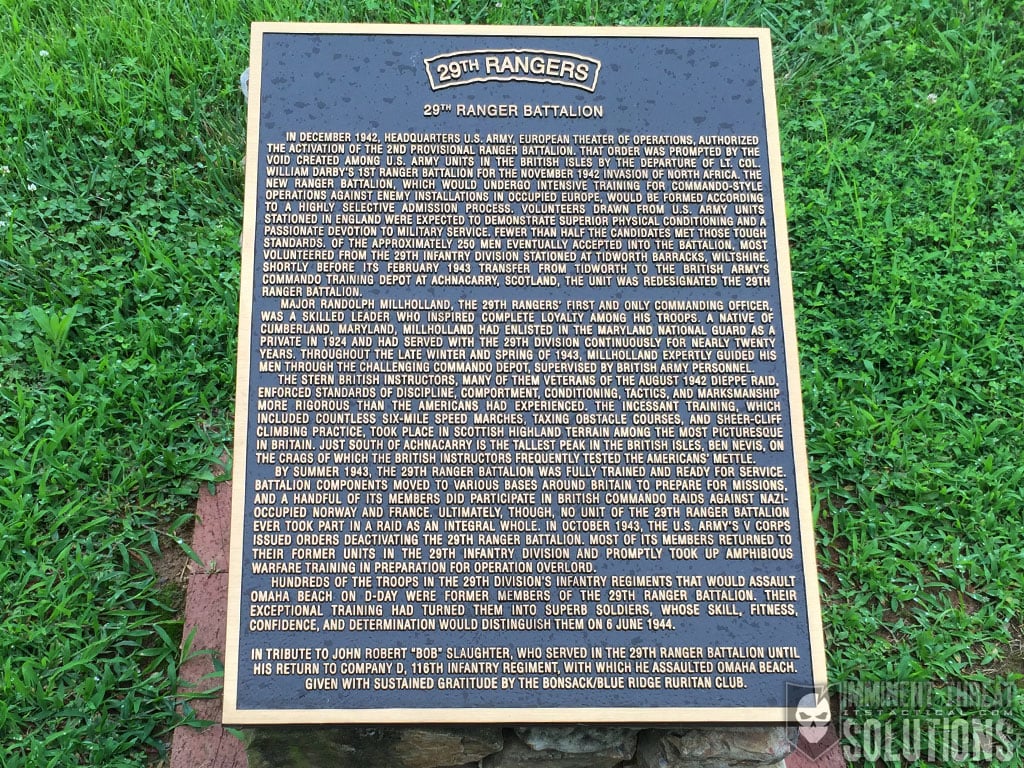 29TH RANGERS
29TH RANGER BATTALION
IN DECEMBER 1942, HEADQUARTERS U.S. ARMY, EUROPEAN THEATER OF OPERATIONS, AUTHORIZED
THE ACTIVATION OF THE 2ND PROVISIONAL RANGER BATTALION. THAT ORDER WAS PROMPTED BY THE
VOID CREATED AMONG U.S. ARMY UNITS IN THE BRITISH ISLES BY THE DEPARTURE OF LT. COL.
WILLIAM DARBY'S 1ST RANGER BATTALION FOR THE NOVEMBER 1942 INVASION OF NORTH AFRICA. THE
NEW RANGER BATTALION, WHICH WOULD UNDERGO INTENSIVE TRAINING FOR COMMANDO-STYLE
OPERATIONS AGAINST ENEMY INSTALLATIONS IN OCCUPIED EUROPE, WOULD BE FORMED ACCORDING
TO A HIGHLY SELECTIVE ADMISSION PROCESS. VOLUNTEERS DRAWN FROM U.S. ARMY UNITS
STATIONED IN ENGLAND WERE EXPECTED TO DEMONSTRATE SUPERIOR PHYSICAL CONDITIONING AND A
PASSIONATE DEVOTION TO MILITARY SERVICE. FEWER THAN HALF THE CANDIDATES MET THOSE TOUGH
STANDARDS. OF THE APPROXIMATELY 250 MEN EVENTUALLY ACCEPTED INTO THE BATTALION, MOST
VOLUNTEERED FROM THE 29TH INFANTRY DIVISION STATIONED AT TIDWORTH BARRACKS, WILTSHIRE.
SHORTLY BEFORE ITS FEBRUARY 1943 TRANSFER FROM TIDWORTH TO THE BRITISH ARMY'S
COMMANDO TRAINING DEPOT AT ACHNACARRY, SCOTLAND, THE UNIT WAS REDESIGNATED THE 29TH
RANGER BATTALION.
MAJOR RANDOLPH MILLHOLLAND, THE 29TH RANGERS' FIRST AND ONLY COMMANDING OFFICER,
WAS A SKILLED LEADER WHO INSPIRED COMPLETE LOYALTY AMONG HIS TROOPS. A NATIVE OF
CUMBERLAND, MARYLAND, MILLHOLLAND HAD ENLISTED IN THE MARYLAND NATIONAL GUARD AS A
PRIVATE IN 1924 AND HAD SERVED WITH THE 29TH DIVISION CONTINUOUSLY FOR NEARLY TWENTY
YEARS. THROUGHOUT THE LATE WINTER AND SPRING OF 1943, MILLHOLLAND EXPERTLY GUIDED HIS
MEN THROUGH THE CHALLENGING COMMANDO DEPOT, SUPERVISED BY BRITISH ARMY PERSONNEL.
THE STERN BRITISH INSTRUCTORS, MANY OF THEM VETERANS OF THE AUGUST 1942 DIEPPE RAID,
ENFORCED STANDARDS OF DISCIPLINE, COMPORTMENT, CONDITIONING, TACTICS, AND MARKSMANSHIP
MORE RIGOROUS THAN THE AMERICANS HAD EXPERIENCED. THE INCESSANT TRAINING, WHICH
INCLUDED COUNTLESS SIX-MILE SPEED MARCHES, TAXING OBSTACLE COURSES, AND SHEER-CLIFF
CLIMBING PRACTICE, TOOK PLACE IN SCOTTISH HIGHLAND TERRAIN AMONG THE MOST PICTURESQUE
IN BRITAIN. JUST SOUTH OF ACHNACARRY IS THE TALLEST PEAK IN THE BRITISH ISLES, BEN NEVIS, ON
THE CRAGS OF WHICH THE BRITISH INSTRUCTORS FREQUENTLY TESTED THE AMERICANS' METTLE.
BY SUMMER 1943, THE 29TH RANGER BATTALION WAS FULLY TRAINED AND READY FOR SERVICE.
BATTALION COMPONENTS MOVED TO VARIOUS BASES AROUND BRITAIN TO PREPARE FOR MISSIONS,
AND A HANDFUL OF ITS MEMBERS DID PARTICIPATE IN BRITISH COMMANDO RAIDS AGAINST NAZI-
OCCUPIED NORWAY AND FRANCE. ULTIMATELY, THOUGH, NO UNIT OF THE 29TH RANGER BATTALION
EVER TOOK PART IN A RAID AS AN INTEGRAL WHOLE. IN OCTOBER 1943, THE U.S. ARMY'S V CORPS
ISSUED ORDERS DEACTIVATING THE 29TH RANGER BATTALION. MOST OF ITS MEMBERS RETURNED TO
THEIR FORMER UNITS IN THE 29TH INFANTRY DIVISION AND PROMPTLY TOOK UP AMPHIBIOUS
WARFARE TRAINING IN PREPARATION FOR OPERATION OVERLORD.
HUNDREDS OF THE TROOPS IN THE 29TH DIVISION'S INFANTRY REGIMENTS THAT WOULD ASSAULT
OMAHA BEACH ON D-DAY WERE FORMER MEMBERS OF THE 29TH RANGER BATTALION. THEIR
EXCEPTIONAL TRAINING HAD TURNED THEM INTO SUPERB SOLDIERS, WHOSE SKILL, FITNESS,
CONFIDENCE, AND DETERMINATION WOULD DISTINGUISH THEM ON 6 JUNE 1944.
IN TRIBUTE TO JOHN ROBERT "BOB" SLAUGHTER, WHO SERVED IN THE 29TH RANGER BATTALION UNTIL
HIS RETURN TO COMPANY D, 116TH INFANTRY REGIMENT, WITH WHICH HE ASSAULTED OMAHA BEACH.
GIVEN WITH SUSTAINED GRATITUDE BY THE BONSACK/BLUE RIDGE RURITAN CLUB.
IMMINENT THREAT
ITSTACTICAL.COM
SOLUTIONS